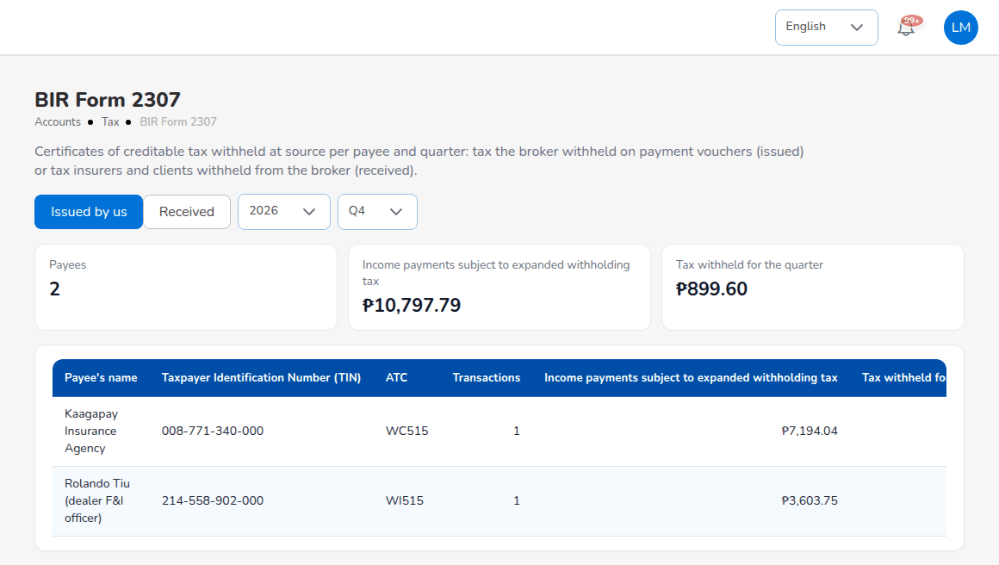 English
99+
LM
BIR Form 2307
Accounts • Tax • BIR Form 2307
Certificates of creditable tax withheld at source per payee and quarter: tax the broker withheld on payment vouchers (issued)
or tax insurers and clients withheld from the broker (received).
Issued by us
Received
2026
Q4
Payees
2
Income payments subject to expanded withholding
tax
₱10,797.79
Tax withheld for the quarter
₱899.60
Payee's name
Taxpayer Identification Number (TIN)
ATC
Transactions
Income payments subject to expanded withholding tax
Tax withheld fo
Kaagapay
Insurance
Agency
008-771-340-000
WC515
1
₱7,194.04
Rolando Tiu
(dealer F&I
officer)
214-558-902-000
WI515
1
₱3,603.75